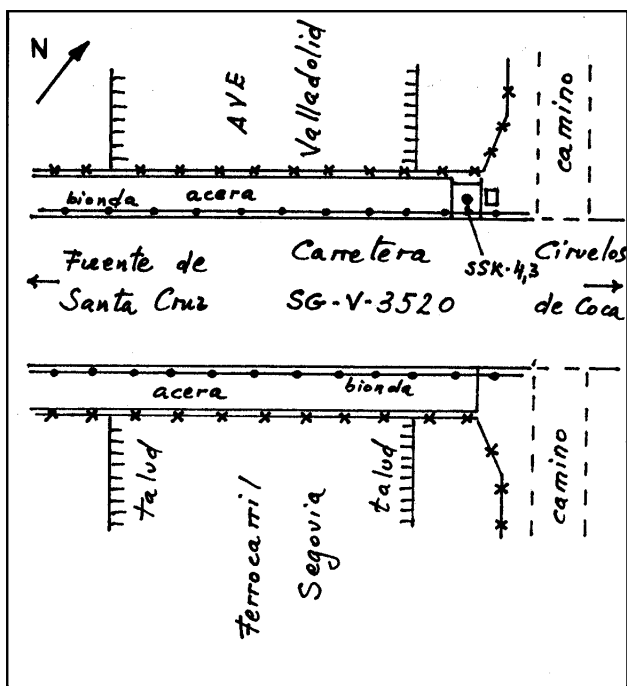 N
AVE
Valladolid
camino
acera
bionda
SSK-4,3
Fuente de
Santa Cruz
Carretera
SG-V-3520
Ciruelos
de Coca
bionda
acera
talud
talud
camino
Ferrocarril
Segovia